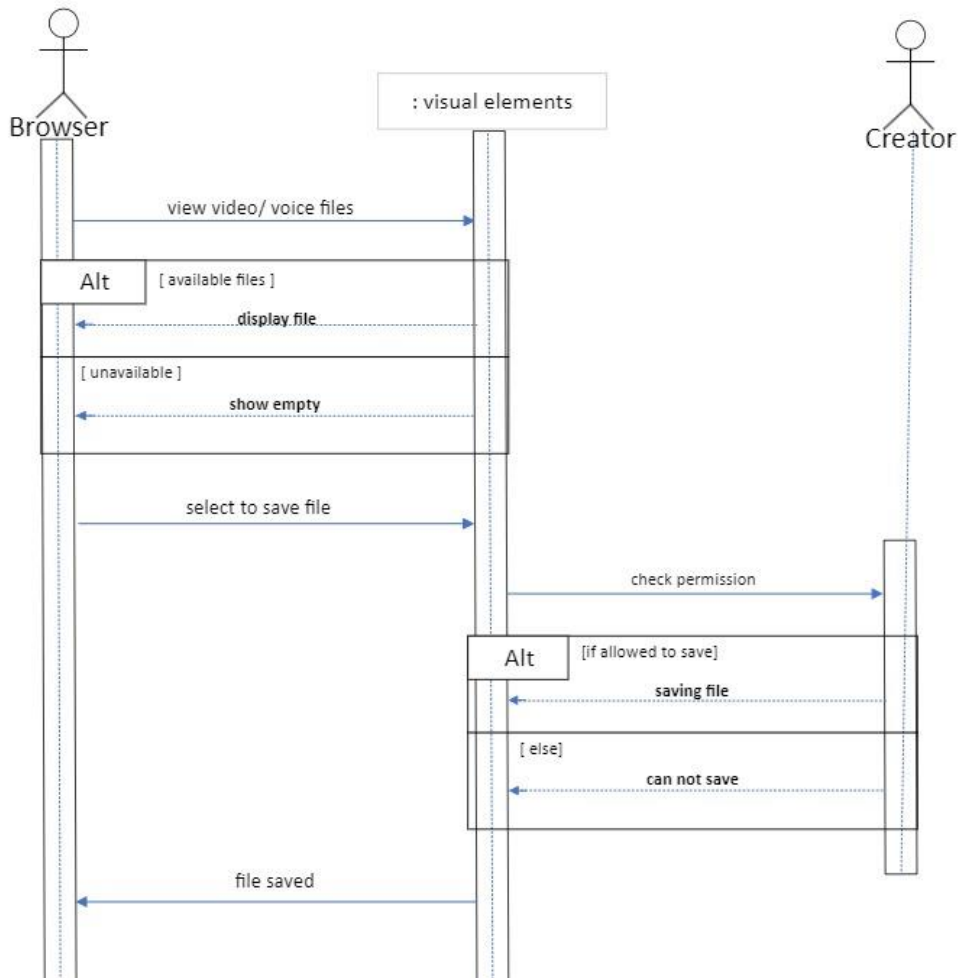 : visual elements
Browser
Creator
view video/ voice files
Alt
[ available files ]
display file
[ unavailable ]
show empty
select to save file
check permission
Alt
[if allowed to save]
saving file
[ else]
can not save
file saved